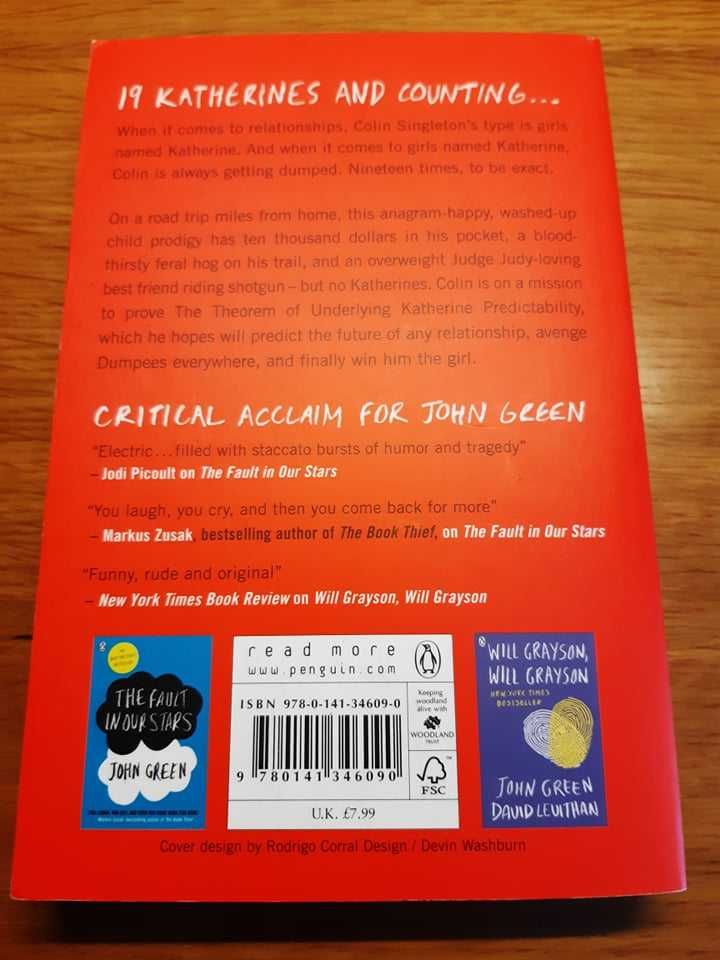 19 KATHERINES AND COUNTING...
When it comes to relationships, Colin Singleton's type is girls
named Katherine. And when it comes to girls named Katherine,
Colin is always getting dumped. Nineteen times, to be exact.
On a road trip miles from home, this anagram-happy, washed-up
child prodigy has ten thousand dollars in his pocket, a blood-
thirsty feral hog on his trail, and an overweight Judge Judy-loving
best friend riding shotgun – but no Katherines. Colin is on a mission
to prove The Theorem of Underlying Katherine Predictability,
which he hopes will predict the future of any relationship, avenge
Dumpees everywhere, and finally win him the girl.
CRITICAL ACCLAIM FOR JOHN GREEN
“Electric...filled with staccato bursts of humor and tragedy”
– Jodi Picoult on The Fault in Our Stars
“You laugh, you cry, and then you come back for more”
– Markus Zusak, bestselling author of The Book Thief, on The Fault in Our Stars
“Funny, rude and original”
– New York Times Book Review on Will Grayson, Will Grayson
THE FAULT
IN OUR STARS
JOHN GREEN
read more
www.penguin.com
ISBN 978-0-141-34609-0
9 780141 346090
U.K. £7.99
Keeping
woodland
alive with
WOODLAND
TRUST
FSC
™
WILL GRAYSON,
WILL GRAYSON
NEW YORK TIMES
BESTSELLER
JOHN GREEN
DAVID LEVITHAN
Cover design by Rodrigo Corral Design / Devin Washburn